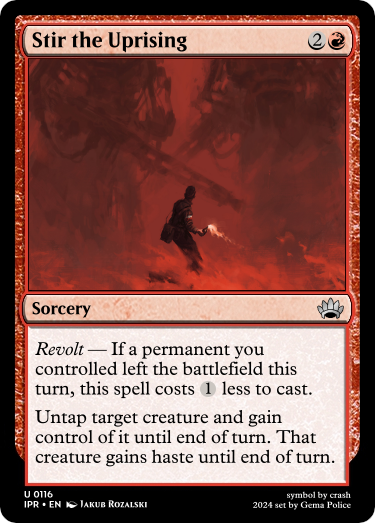 Stir the Uprising 2
Sorcery
Revolt — If a permanent you
controlled left the battlefield this
turn, this spell costs 1 less to cast.
Untap target creature and gain
control of it until end of turn. That
creature gains haste until end of turn.
U 0116 symbol by crash
IPR • EN Jakub Rozalski 2024 set by Gema Police